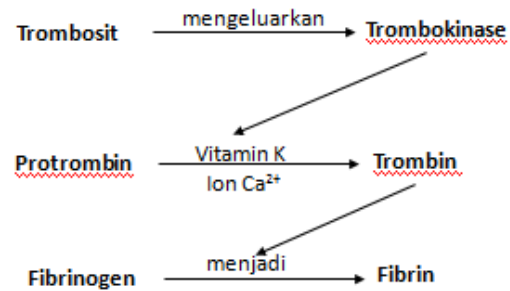 mengeluarkan
Trombosit
Trombokinase
Vitamin K
Protrombin
Trombin
Ion Ca²⁺
menjadi
Fibrinogen
Fibrin